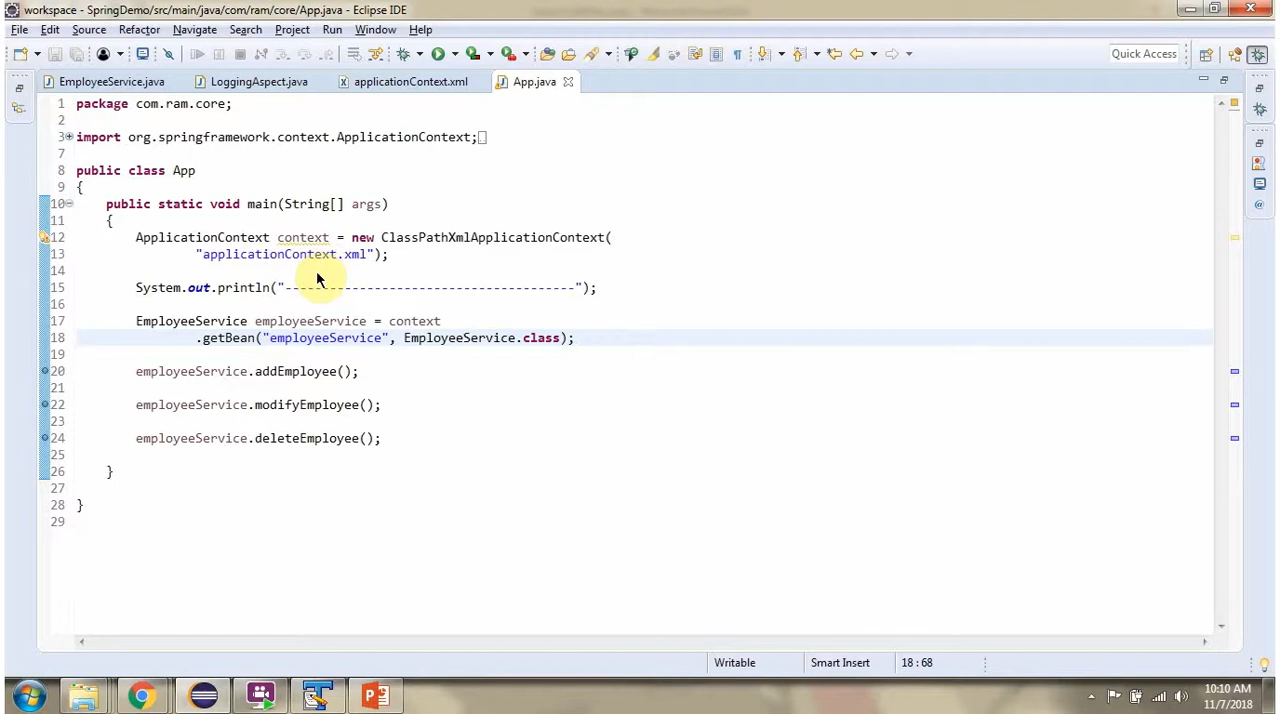 workspace - SpringDemo/src/main/java/com/ram/core/App.java - Eclipse IDE
File Edit Source Refactor Navigate Search Project Run Window Help
Quick Access
EmployeeService.java LoggingAspect.java applicationContext.xml App.java
1 package com.ram.core;
2
3 import org.springframework.context.ApplicationContext;
7
8 public class App
9 {
10 public static void main(String[] args)
11 {
12 ApplicationContext context = new ClassPathXmlApplicationContext(
13 "applicationContext.xml");
14
15 System.out.println("---------------------------------------");
16
17 EmployeeService employeeService = context
18 .getBean("employeeService", EmployeeService.class);
19
20 employeeService.addEmployee();
21
22 employeeService.modifyEmployee();
23
24 employeeService.deleteEmployee();
25
26 }
27
28 }
29
Writable Smart Insert 18 : 68
10:10 AM
11/7/2018